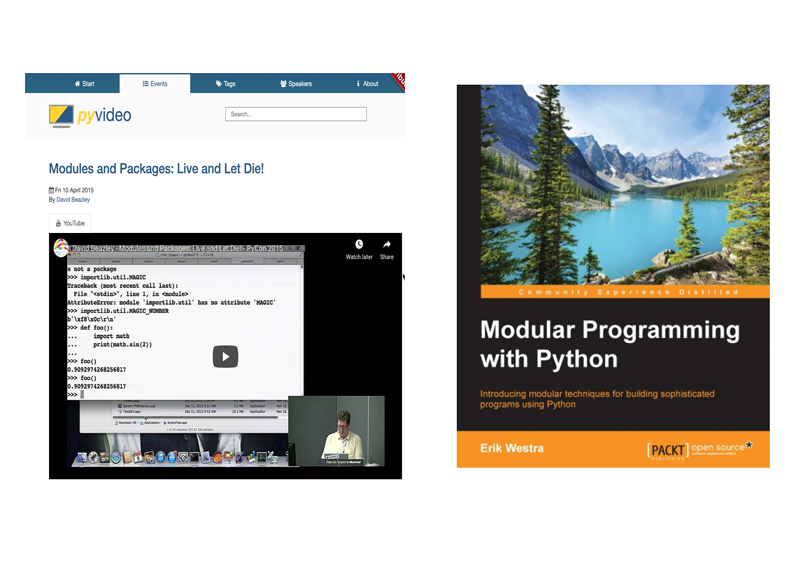 Start
Events
Tags
Speakers
About
pyvideo
Search...
Modules and Packages: Live and Let Die!
Fri 10 April 2015
By David Beazley
YouTube
David Beazley - Modules and Packages: Live and Let Die! - PyCon 2015
Watch later
Share
s not a package
>>> importlib.util.MAGIC
Traceback (most recent call last):
File "<stdin>", line 1, in <module>
AttributeError: module 'importlib.util' has no attribute 'MAGIC'
>>> importlib.util.MAGIC_NUMBER
b'\xf8\x0c\r\n'
>>> def foo():
... import math
... print(math.sin(2))
...
>>> foo()
0.9092974268256817
>>> foo()
0.9092974268256817
>>>
Community Experience Distilled
Modular Programming
with Python
Introducing modular techniques for building sophisticated
programs using Python
Erik Westra
[PACKT] open source*
PUBLISHING